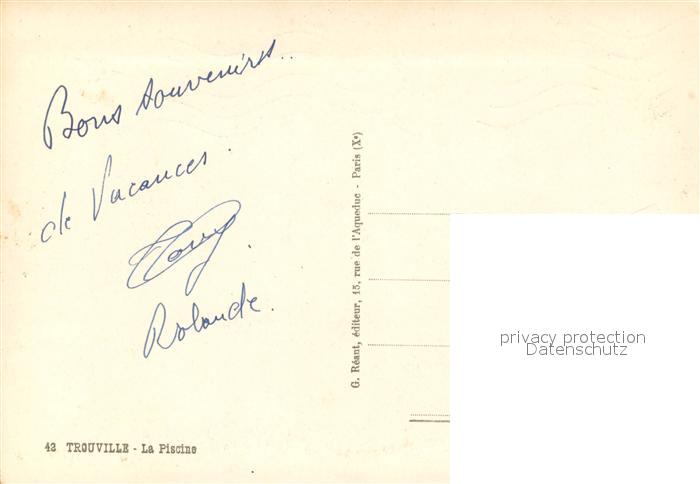 Bons souvenirs..
de Vacances.
Rolande.
42 TROUVILLE - La Piscine
G. Réant, éditeur, 15, rue de l'Aqueduc - Paris (Xᵉ)
privacy protection
Datenschutz